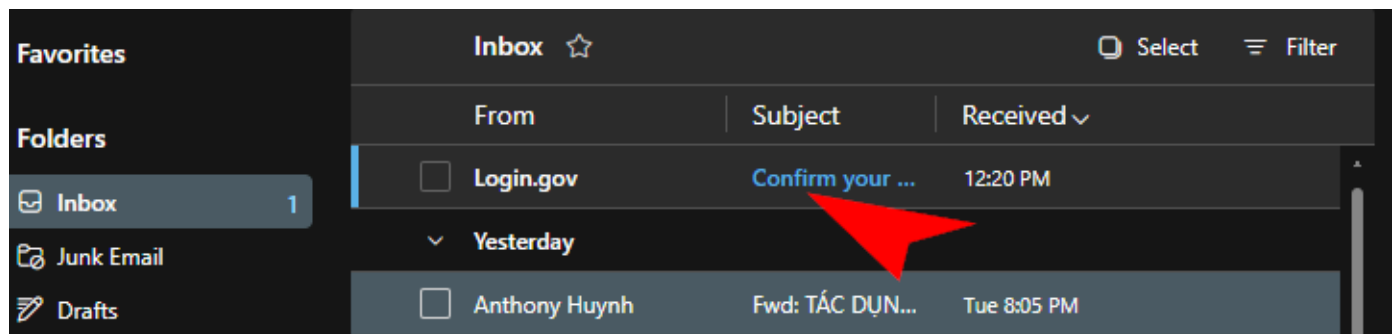 Favorites
Folders
Inbox 1
Junk Email
Drafts
Inbox Select Filter
From Subject Received
Login.gov Confirm your ... 12:20 PM
Yesterday
Anthony Huynh Fwd: TÁC DỤN... Tue 8:05 PM